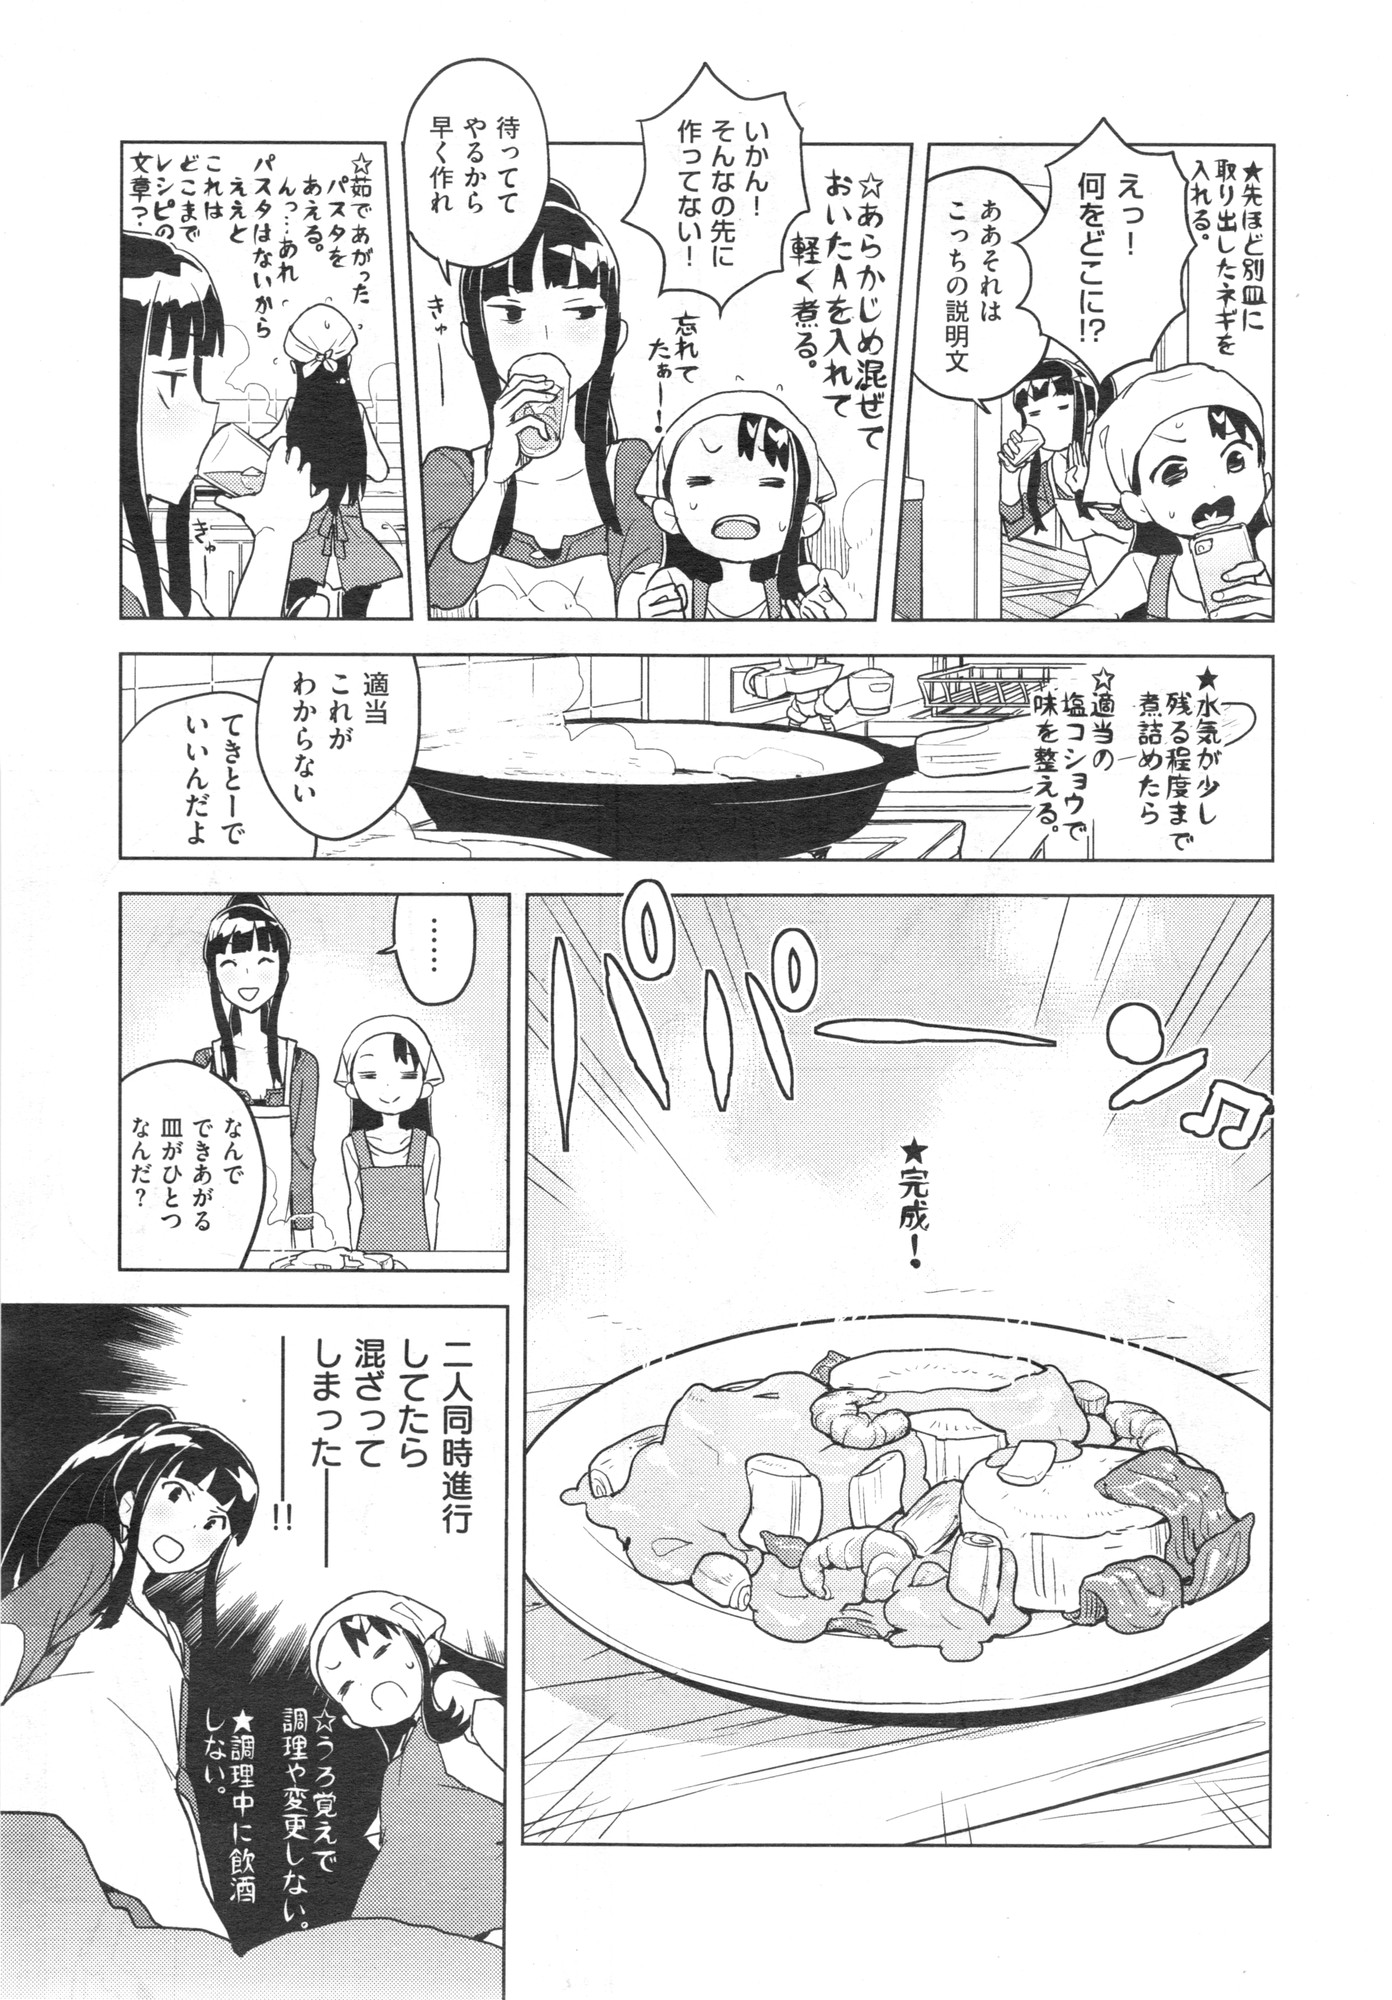 ★先ほど別皿に
取り出したネギを
入れる。
えっ！
何をどこに!?
ああそれは
こっちの説明文
☆あらかじめ混ぜて
おいたAを入れて
軽く煮る。
いかん！
そんなの先に
作ってない！
忘れて
たぁー！
待ってて
やるから
早く作れ
きゅーー
☆茹であがった
パスタを
あえる。
んっ…あれ
パスタはないから
ええと
これは
どこまで
レシピの
文章？
きゅ
★水気が少し
残る程度まで
煮詰めたら
☆適当の
塩コショウで
味を整える。
適当
これが
わからない
てきとーで
いいんだよ
パパーン♪
★完成！
……
なんで
できあがる
皿がひとつ
なんだ？
二人同時進行
してたら
混ざって
しまった――
――!!
☆うろ覚えで
調理や変更しない。
★調理中に飲酒
しない。